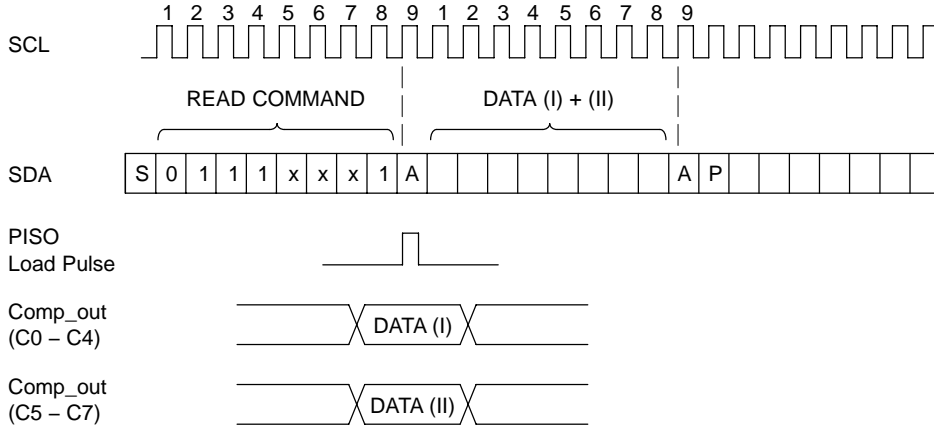 1 2 3 4 5 6 7 8 9 1 2 3 4 5 6 7 8 9
SCL
READ COMMAND DATA (I) + (II)
SDA S 0 1 1 1 x x x 1 A A P
PISO
Load Pulse
Comp_out
(C0 – C4)
DATA (I)
Comp_out
(C5 – C7)
DATA (II)